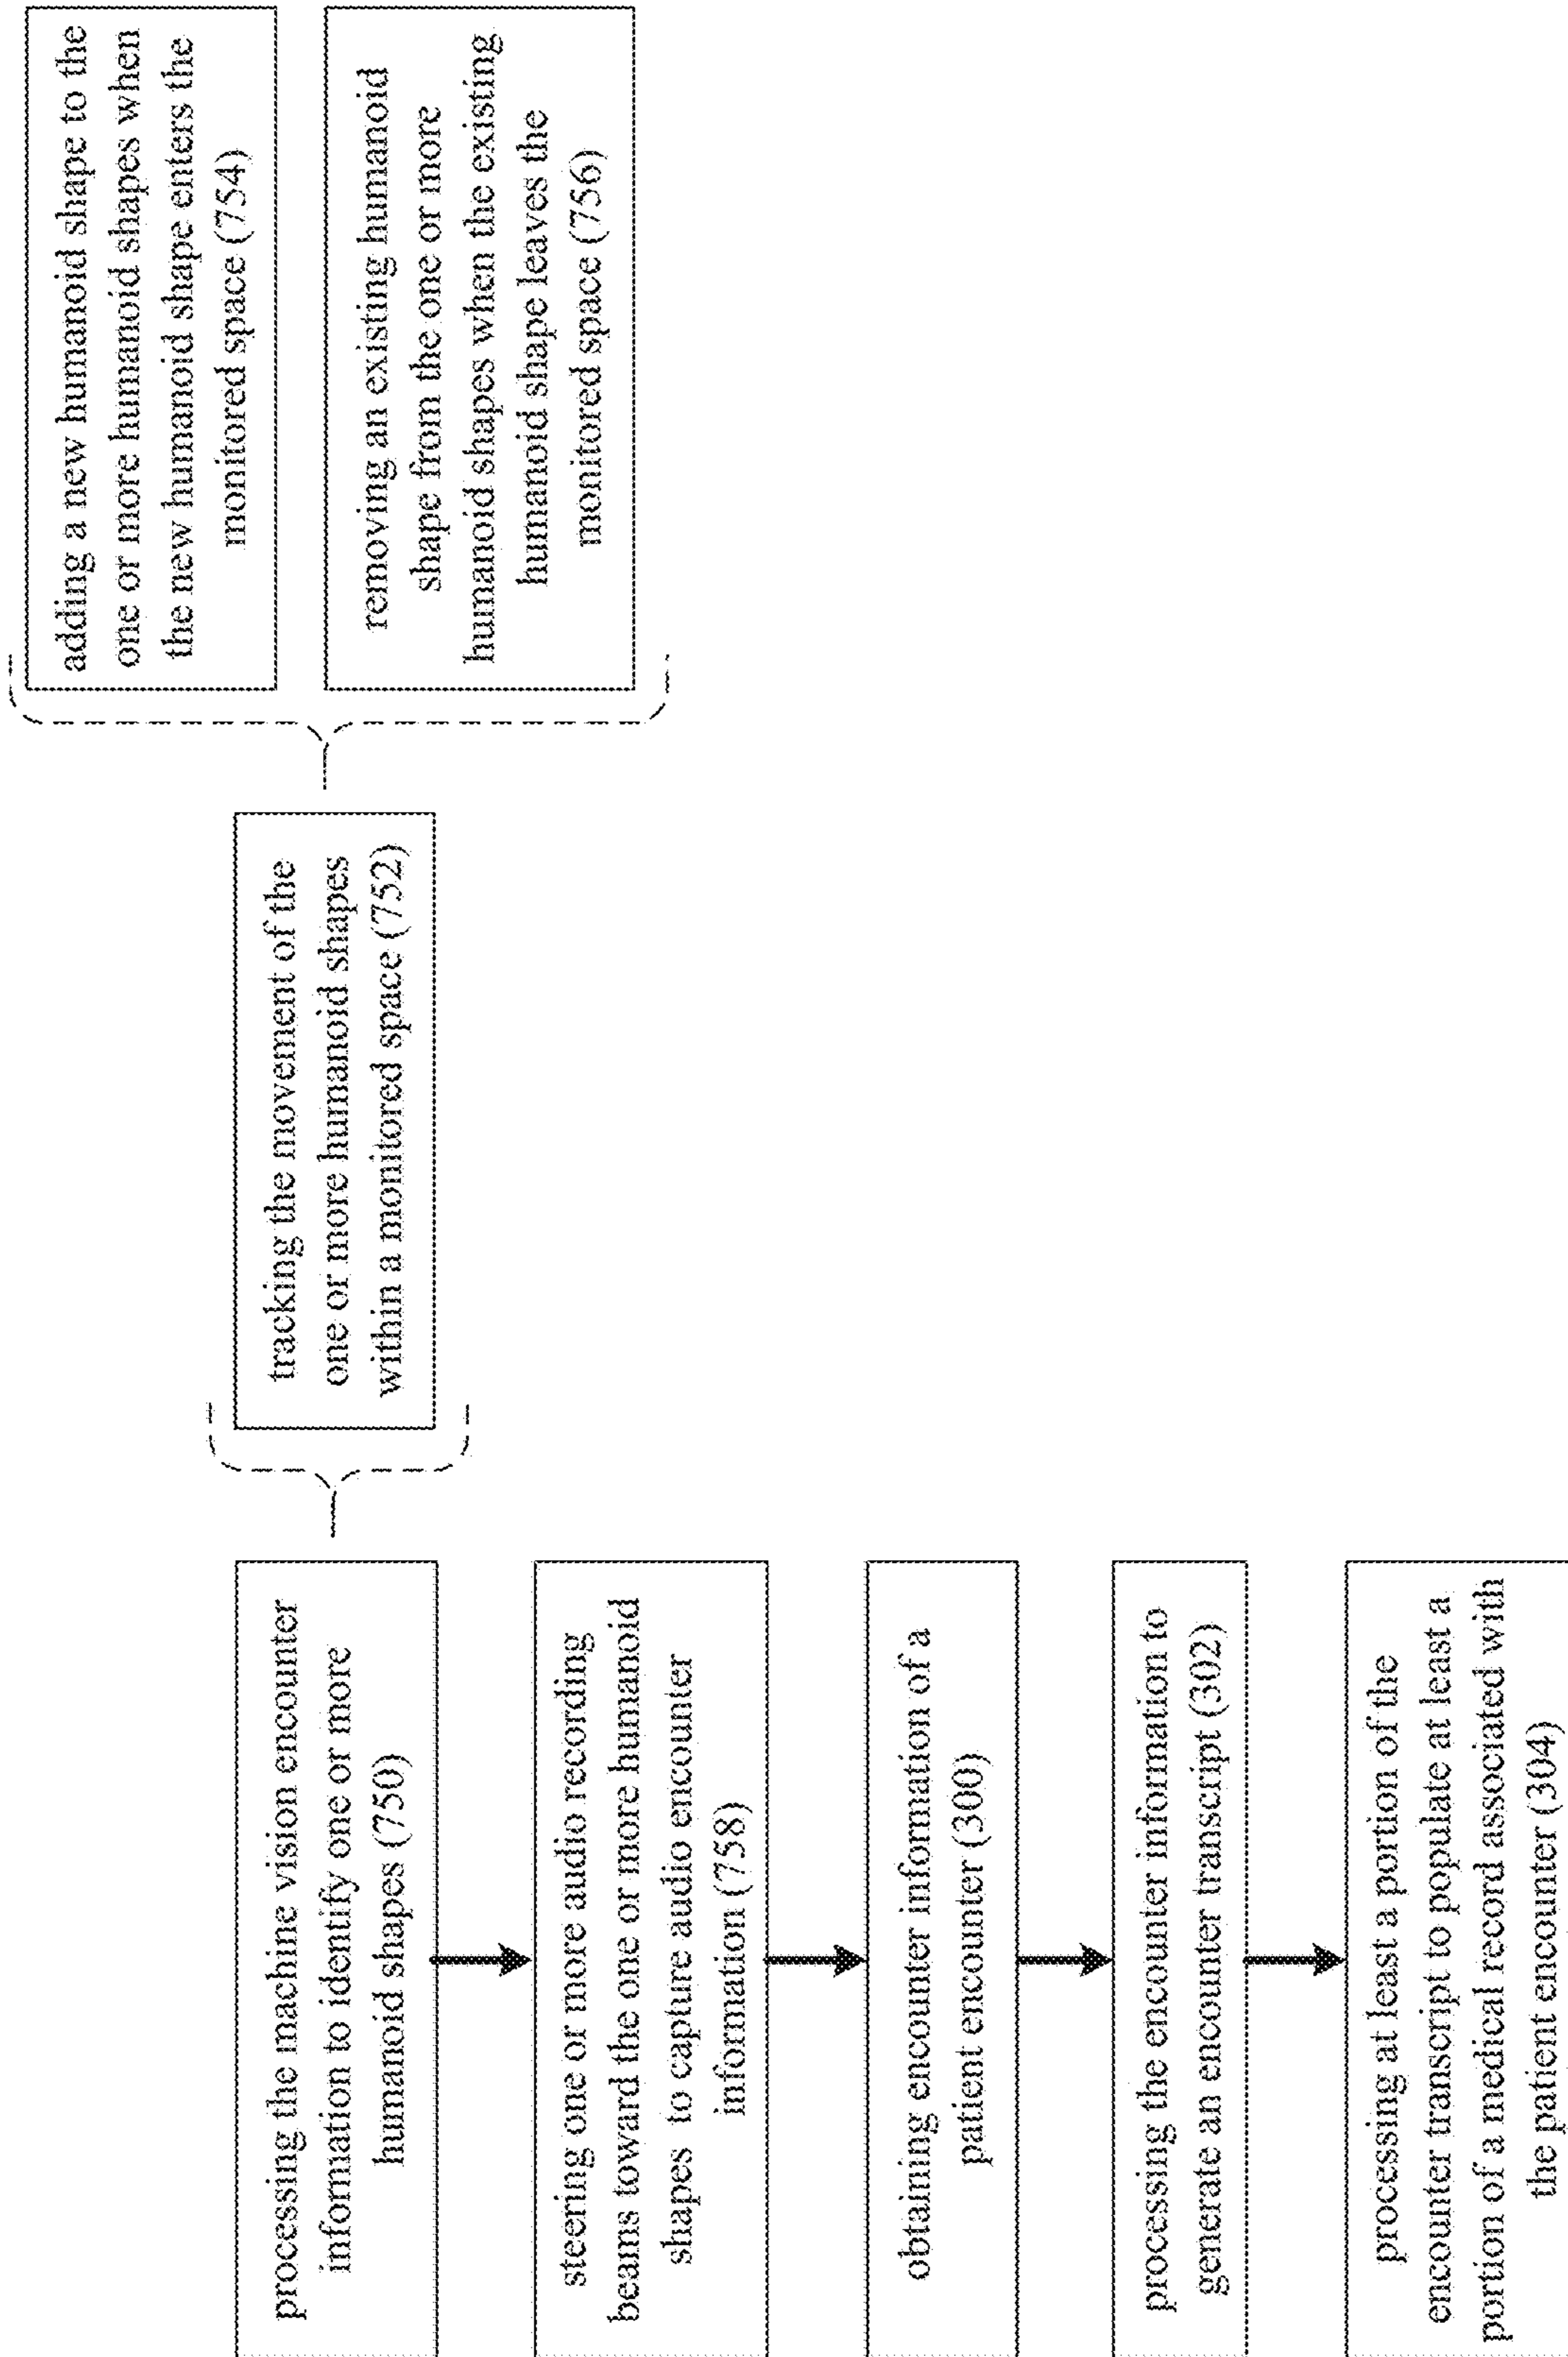 processing the machine vision encounter
information to identify one or more
humanoid shapes (750)
tracking the movement of the
one or more humanoid shapes
within a monitored space (752)
adding a new humanoid shape to the
one or more humanoid shapes when
the new humanoid shape enters the
monitored space (754)
removing an existing humanoid
shape from the one or more
humanoid shapes when the existing
humanoid shape leaves the
monitored space (756)
steering one or more audio recording
beams toward the one or more humanoid
shapes to capture audio encounter
information (758)
obtaining encounter information of a
patient encounter (300)
processing the encounter information to
generate an encounter transcript (302)
processing at least a portion of the
encounter transcript to populate at least a
portion of a medical record associated with
the patient encounter (304)